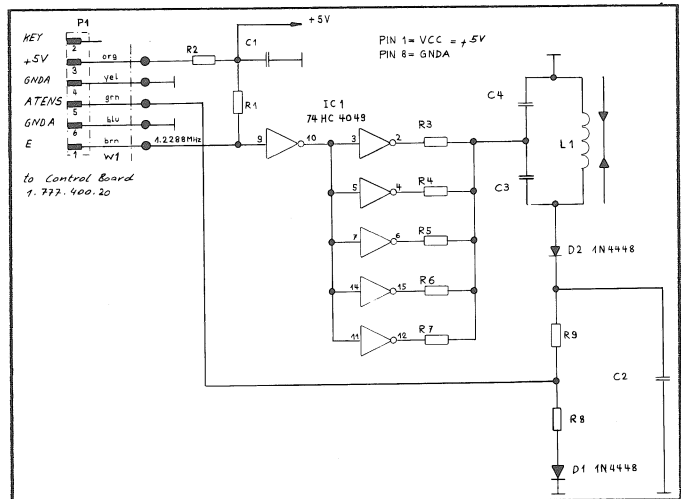 P1
+5V
KEY
2
+5V
org
R2
C1
PIN 1 = VCC = +5V
PIN 8 = GNDA
3
GNDA
yel
4
ATENS
grn
R1
IC1
74 HC 4049
C4
5
GNDA
blu
6
E
brn
1.2288MHz
1
W1
9
10
3
2
R3
L1
to Control Board
1.777.400.20
5
4
R4
C3
7
6
R5
D2 1N4448
14
15
R6
11
12
R7
R9
C2
R8
D1 1N4448